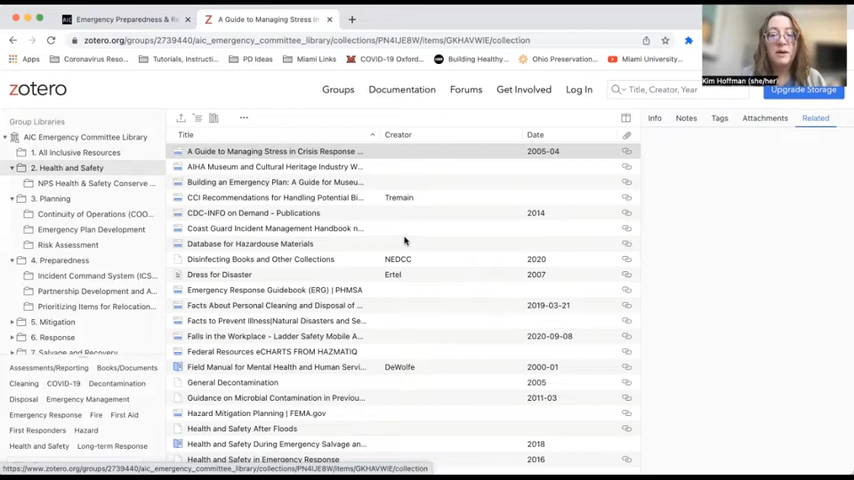 Emergency Preparedness & Re
A Guide to Managing Stress in
zotero.org/groups/2739440/aic_emergency_committee_library/collections/PN4IJE8W/items/GKHAVWIE/collection
Apps
Coronavirus Reso...
Tutorials, Instructi...
PD Ideas
Miami Links
COVID-19 Oxford...
Building Healthy...
Ohio Preservation...
Miami University...
Kim Hoffman (she/her)
zotero
Groups
Documentation
Forums
Get Involved
Log In
Title, Creator, Year
Upgrade Storage
Group Libraries
AIC Emergency Committee Library
1. All Inclusive Resources
2. Health and Safety
NPS Health & Safety Conserve ...
3. Planning
Continuity of Operations (COO...
Emergency Plan Development
Risk Assessment
4. Preparedness
Incident Command System (ICS...
Partnership Development and A...
Prioritizing Items for Relocation...
5. Mitigation
6. Response
7. Salvage and Recovery
Assessments/Reporting Books/Documents
Cleaning COVID-19 Decontamination
Disposal Emergency Management
Emergency Response Fire First Aid
First Responders Hazard
Health and Safety Long-term Response
Title Creator Date
A Guide to Managing Stress in Crisis Response ... 2005-04
AIHA Museum and Cultural Heritage Industry W...
Building an Emergency Plan: A Guide for Museu...
CCI Recommendations for Handling Potential Bi... Tremain
CDC-INFO on Demand - Publications 2014
Coast Guard Incident Management Handbook n...
Database for Hazardouse Materials
Disinfecting Books and Other Collections NEDCC 2020
Dress for Disaster Ertel 2007
Emergency Response Guidebook (ERG) | PHMSA
Facts About Personal Cleaning and Disposal of ... 2019-03-21
Facts to Prevent Illness|Natural Disasters and Se...
Falls in the Workplace - Ladder Safety Mobile A... 2020-09-08
Federal Resources eCHARTS FROM HAZMATIQ
Field Manual for Mental Health and Human Servi... DeWolfe 2000-01
General Decontamination 2005
Guidance on Microbial Contamination in Previou... 2011-03
Hazard Mitigation Planning | FEMA.gov
Health and Safety After Floods
Health and Safety During Emergency Salvage an... 2018
Health and Safety in Emergency Response 2016
Info
Notes
Tags
Attachments
Related
https://www.zotero.org/groups/2739440/aic_emergency_committee_library/collections/PN4IJE8W/items/GKHAVWIE/collection